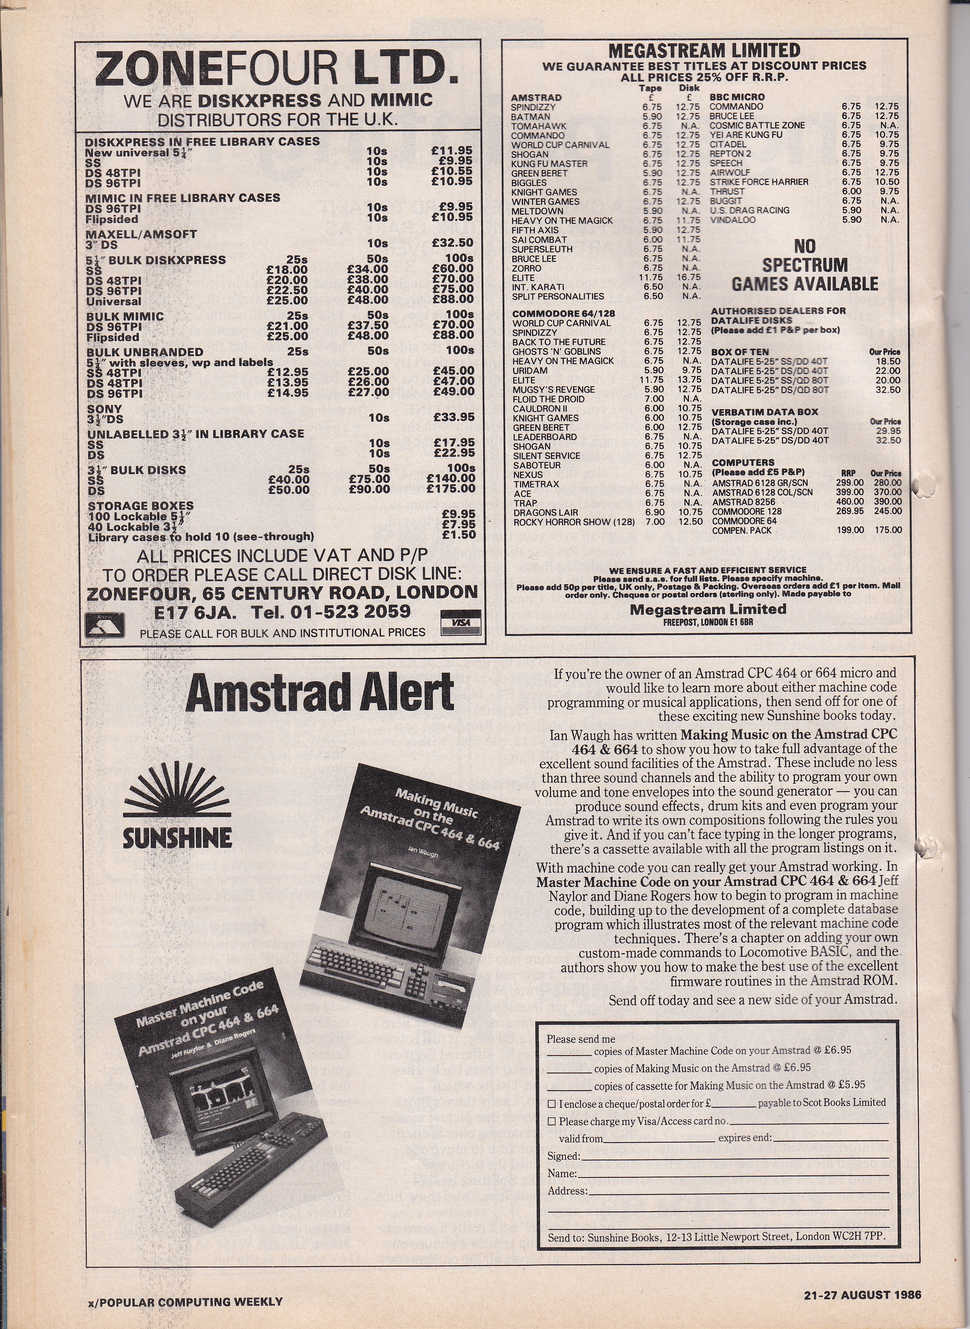 ZONEFOUR LTD.
WE ARE DISKXPRESS AND MIMIC
DISTRIBUTORS FOR THE U.K.
DISKXPRESS IN FREE LIBRARY CASES
New universal 5¼" 10s £11.95
SS 10s £9.95
DS 48TPI 10s £10.55
DS 96TPI 10s £10.95
MIMIC IN FREE LIBRARY CASES
DS 96TPI 10s £9.95
Flipsided 10s £10.95
MAXELL/AMSOFT
3" DS 10s £32.50
5¼" BULK DISKXPRESS 25s 50s 100s
SS £18.00 £34.00 £60.00
DS 48TPI £20.00 £38.00 £70.00
DS 96TPI £22.50 £40.00 £75.00
Universal £25.00 £48.00 £88.00
BULK MIMIC 25s 50s 100s
DS 96TPI £21.00 £37.50 £70.00
Flipsided £25.00 £48.00 £88.00
BULK UNBRANDED 25s 50s 100s
5¼" with sleeves, wp and labels
SS 48TPI £12.95 £25.00 £45.00
DS 48TPI £13.95 £26.00 £47.00
DS 96TPI £14.95 £27.00 £49.00
SONY
3½"DS 10s £33.95
UNLABELLED 3½" IN LIBRARY CASE
SS 10s £17.95
DS 10s £22.95
3½" BULK DISKS 25s 50s 100s
SS £40.00 £75.00 £140.00
DS £50.00 £90.00 £175.00
STORAGE BOXES
100 Lockable 5¼" £9.95
40 Lockable 3½" £7.95
Library cases to hold 10 (see-through) £1.50
ALL PRICES INCLUDE VAT AND P/P
TO ORDER PLEASE CALL DIRECT DISK LINE:
ZONEFOUR, 65 CENTURY ROAD, LONDON
E17 6JA. Tel. 01-523 2059
PLEASE CALL FOR BULK AND INSTITUTIONAL PRICES
VISA
MEGASTREAM LIMITED
WE GUARANTEE BEST TITLES AT DISCOUNT PRICES
ALL PRICES 25% OFF R.R.P.
Tape Disk
AMSTRAD £ £
SPINDIZZY 6.75 12.75
BATMAN 5.90 12.75
TOMAHAWK 6.75 N.A.
COMMANDO 6.75 12.75
WORLD CUP CARNIVAL 6.75 12.75
SHOGAN 6.75 12.75
KUNG FU MASTER 6.75 12.75
GREEN BERET 5.90 12.75
BIGGLES 6.75 12.75
KNIGHT GAMES 6.75 N.A.
WINTER GAMES 6.75 12.75
MELTDOWN 5.90 N.A.
HEAVY ON THE MAGICK 6.75 11.75
FIFTH AXIS 5.90 12.75
SAI COMBAT 6.00 11.75
SUPERSLEUTH 6.75 N.A.
BRUCE LEE 6.75 N.A.
ZORRO 6.75 N.A.
ELITE 11.75 16.75
INT. KARATI 6.50 N.A.
SPLIT PERSONALITIES 6.50 N.A.
COMMODORE 64/128
WORLD CUP CARNIVAL 6.75 12.75
SPINDIZZY 6.75 12.75
BACK TO THE FUTURE 6.75 12.75
GHOSTS 'N' GOBLINS 6.75 12.75
HEAVY ON THE MAGICK 6.75 N.A.
URIDAM 5.90 9.75
ELITE 11.75 13.75
MUGSY'S REVENGE 5.90 12.75
FLOID THE DROID 7.00 N.A.
CAULDRON II 6.00 10.75
KNIGHT GAMES 6.00 10.75
GREEN BERET 6.00 12.75
LEADERBOARD 6.75 N.A.
SHOGAN 6.75 10.75
SILENT SERVICE 6.75 12.75
SABOTEUR 6.00 N.A.
NEXUS 6.75 10.75
TIMETRAX 6.75 N.A.
ACE 6.75 N.A.
TRAP 6.75 N.A.
DRAGONS LAIR 6.90 10.75
ROCKY HORROR SHOW (128) 7.00 12.50
BBC MICRO
COMMANDO 6.75 12.75
BRUCE LEE 6.75 12.75
COSMIC BATTLE ZONE 6.75 N.A.
YEI ARE KUNG FU 6.75 10.75
CITADEL 6.75 9.75
REPTON 2 6.75 9.75
SPEECH 6.75 9.75
AIRWOLF 6.75 12.75
STRIKE FORCE HARRIER 6.75 10.50
THRUST 6.00 9.75
BUGGIT 6.75 N.A.
U.S. DRAG RACING 5.90 N.A.
VINDALOO 5.90 N.A.
NO
SPECTRUM
GAMES AVAILABLE
AUTHORISED DEALERS FOR
DATALIFE DISKS
(Please add £1 P&P per box)
BOX OF TEN Our Price
DATALIFE 5-25" SS/DD 40T 18.50
DATALIFE 5-25" DS/DD 40T 22.00
DATALIFE 5-25" SS/QD 80T 20.00
DATALIFE 5-25" DS/QD 80T 32.50
VERBATIM DATA BOX
(Storage case inc.) Our Price
DATALIFE 5-25" SS/DD 40T 29.95
DATALIFE 5-25" DS/DD 40T 32.50
COMPUTERS
(Please add £5 P&P) RRP Our Price
AMSTRAD 6128 GR/SCN 299.00 280.00
AMSTRAD 6128 COL/SCN 399.00 370.00
AMSTRAD 8256 460.00 390.00
COMMODORE 128 269.95 245.00
COMMODORE 64
COMPEN. PACK 199.00 175.00
WE ENSURE A FAST AND EFFICIENT SERVICE
Please send s.a.e. for full lists. Please specify machine.
Please add 50p per title, UK only, Postage & Packing. Overseas orders add £1 per item. Mail
order only. Cheques or postal orders (sterling only). Made payable to
Megastream Limited
FREEPOST, LONDON E1 6BR
Amstrad Alert
SUNSHINE
Making Music
on the
Amstrad CPC 464 & 664
Ian Waugh
Master Machine Code
on your
Amstrad CPC 464 & 664
Jeff Naylor & Diane Rogers
If you're the owner of an Amstrad CPC 464 or 664 micro and
would like to learn more about either machine code
programming or musical applications, then send off for one of
these exciting new Sunshine books today.
Ian Waugh has written Making Music on the Amstrad CPC
464 & 664 to show you how to take full advantage of the
excellent sound facilities of the Amstrad. These include no less
than three sound channels and the ability to program your own
volume and tone envelopes into the sound generator — you can
produce sound effects, drum kits and even program your
Amstrad to write its own compositions following the rules you
give it. And if you can't face typing in the longer programs,
there's a cassette available with all the program listings on it.
With machine code you can really get your Amstrad working. In
Master Machine Code on your Amstrad CPC 464 & 664 Jeff
Naylor and Diane Rogers how to begin to program in machine
code, building up to the development of a complete database
program which illustrates most of the relevant machine code
techniques. There's a chapter on adding your own
custom-made commands to Locomotive BASIC, and the
authors show you how to make the best use of the excellent
firmware routines in the Amstrad ROM.
Send off today and see a new side of your Amstrad.
Please send me
______ copies of Master Machine Code on your Amstrad @ £6.95
______ copies of Making Music on the Amstrad @ £6.95
______ copies of cassette for Making Music on the Amstrad @ £5.95
☐ I enclose a cheque/postal order for £______ payable to Scot Books Limited
☐ Please charge my Visa/Access card no.______
valid from______ expires end:______
Signed:______
Name:______
Address:______
Send to: Sunshine Books, 12-13 Little Newport Street, London WC2H 7PP.
x/POPULAR COMPUTING WEEKLY
21-27 AUGUST 1986